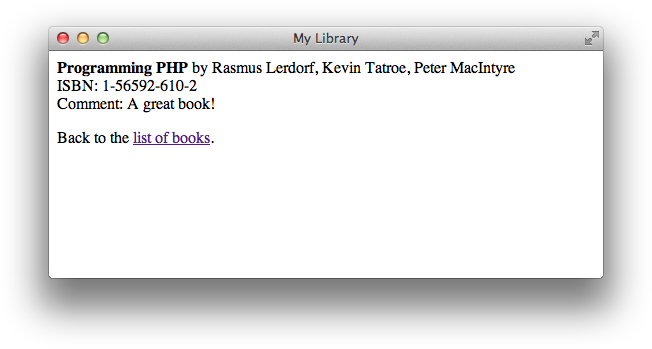 My Library
Programming PHP by Rasmus Lerdorf, Kevin Tatroe, Peter MacIntyre
ISBN: 1-56592-610-2
Comment: A great book!
Back to the list of books.